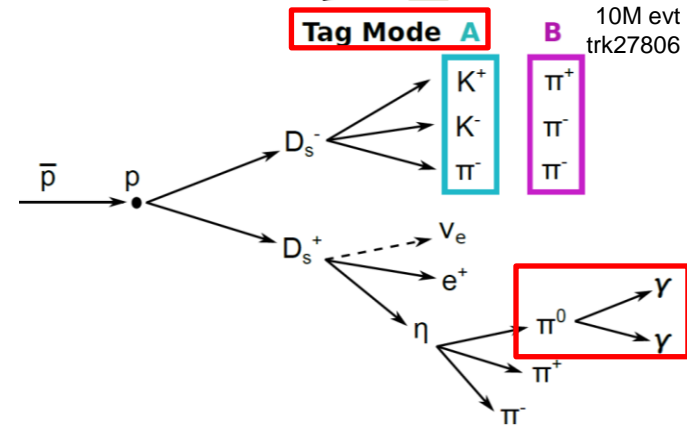 10M evt
Tag Mode A B trk27806
K⁺ π⁺
K⁻ π⁻
Dₛ⁻
π⁻ π⁻
p̅ p
νₑ
Dₛ⁺
e⁺
γ
η π⁰
γ
π⁺
π⁻